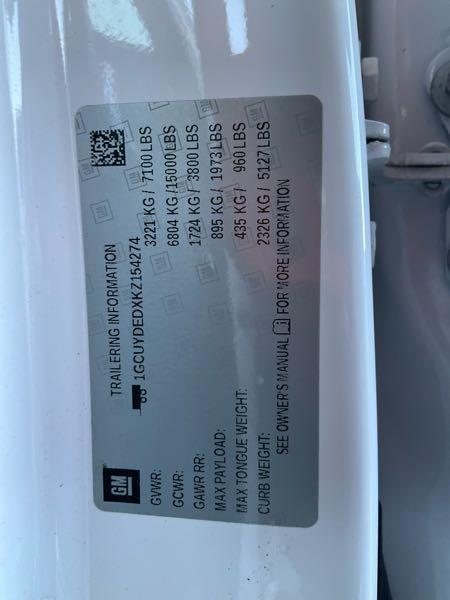 GM
TRAILERING INFORMATION
1GCUYDEDXKZ154274
GVWR: 3221 KG / 7100 LBS
GCWR: 6804 KG /15000 LBS
GAWR RR: 1724 KG / 3800 LBS
MAX PAYLOAD: 895 KG / 1973 LBS
MAX TONGUE WEIGHT: 435 KG / 960 LBS
CURB WEIGHT: 2326 KG / 5127 LBS
SEE OWNER'S MANUAL FOR MORE INFORMATION